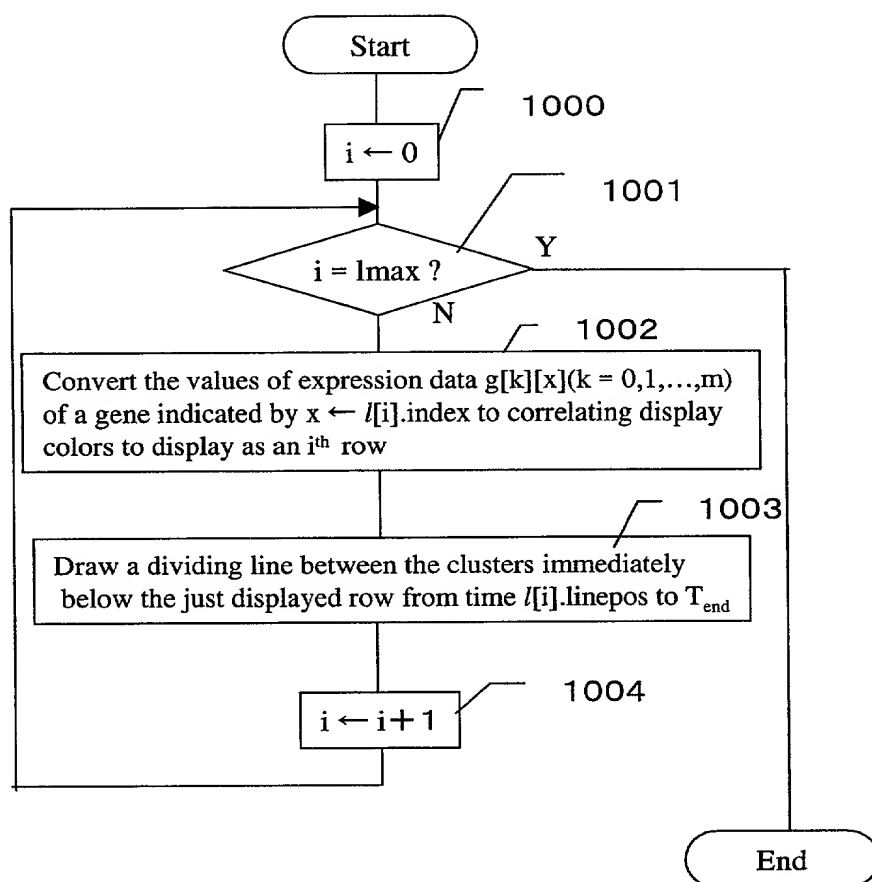 Start
1000
i ← 0
1001
i = lmax ?
Y
N
1002
Convert the values of expression data g[k][x](k = 0,1,…,m)
of a gene indicated by x ← l[i].index to correlating display
colors to display as an i^th row
1003
Draw a dividing line between the clusters immediately
below the just displayed row from time l[i].linepos to T_end
1004
i ← i+1
End